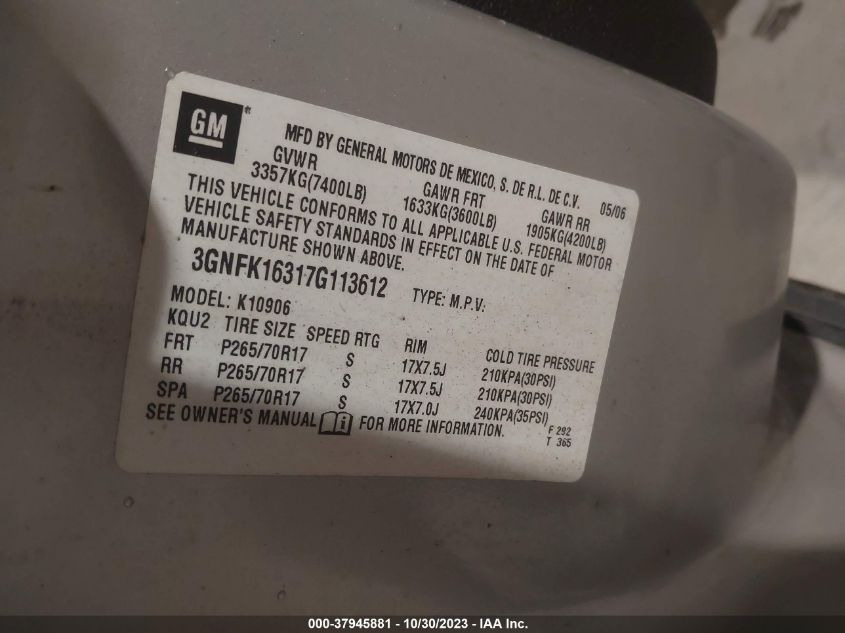 GM
MFD BY GENERAL MOTORS DE MEXICO, S. DE R.L. DE C.V. 05/06
GVWR GAWR FRT GAWR RR
3357KG(7400LB) 1633KG(3600LB) 1905KG(4200LB)
THIS VEHICLE CONFORMS TO ALL APPLICABLE U.S. FEDERAL MOTOR
VEHICLE SAFETY STANDARDS IN EFFECT ON THE DATE OF
MANUFACTURE SHOWN ABOVE.
3GNFK16317G113612 TYPE: M.P.V:
MODEL: K10906
KQU2 TIRE SIZE SPEED RTG RIM COLD TIRE PRESSURE
FRT P265/70R17 S 17X7.5J 210KPA(30PSI)
RR P265/70R17 S 17X7.5J 210KPA(30PSI)
SPA P265/70R17 S 17X7.0J 240KPA(35PSI)
SEE OWNER'S MANUAL i FOR MORE INFORMATION.
F 292
T 365
000-37945881 - 10/30/2023 - IAA Inc.